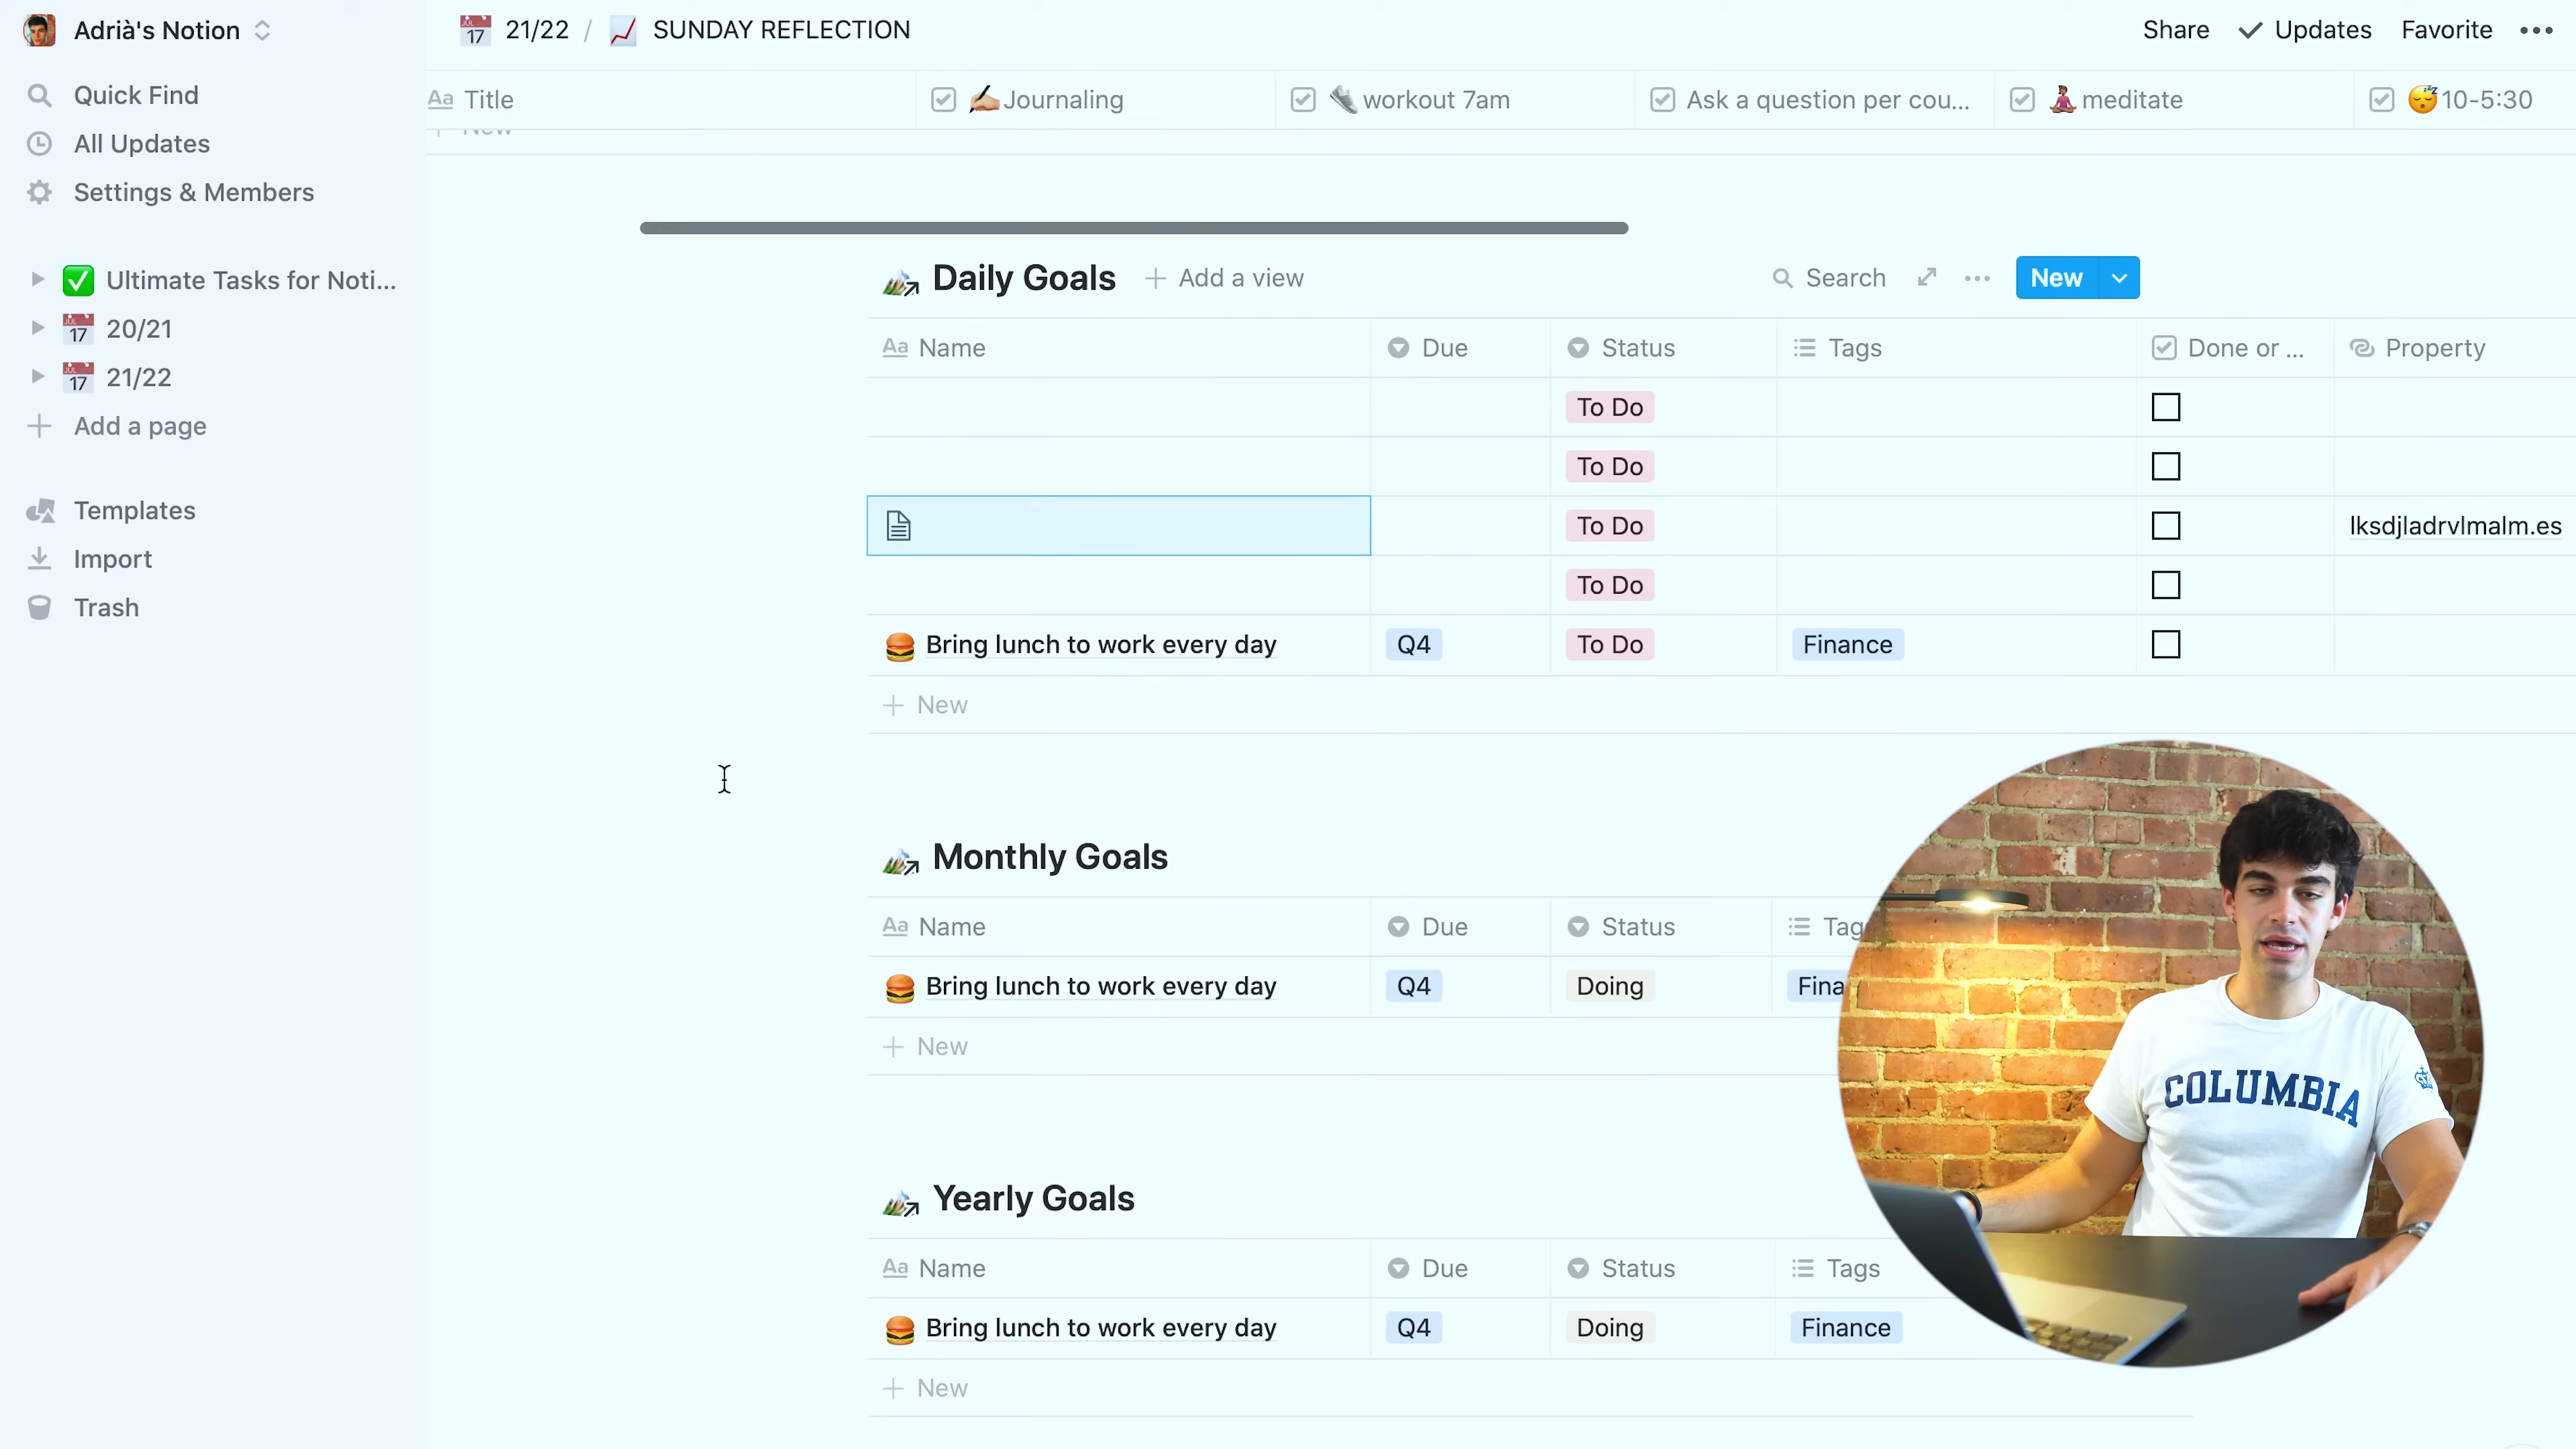 Adrià's Notion
21/22 / SUNDAY REFLECTION
Share Updates Favorite
Quick Find
All Updates
Settings & Members
Ultimate Tasks for Noti...
20/21
21/22
Add a page
Templates
Import
Trash
Aa Title Journaling workout 7am Ask a question per cou... meditate 10-5:30
+ New
Daily Goals + Add a view Search New
Aa Name Due Status Tags Done or ... Property
To Do
To Do
To Do lksdjladrvlmalm.es
To Do
Bring lunch to work every day Q4 To Do Finance
+ New
Monthly Goals
Aa Name Due Status Tag
Bring lunch to work every day Q4 Doing Fina
+ New
Yearly Goals
Aa Name Due Status Tags
Bring lunch to work every day Q4 Doing Finance
+ New
COLUMBIA